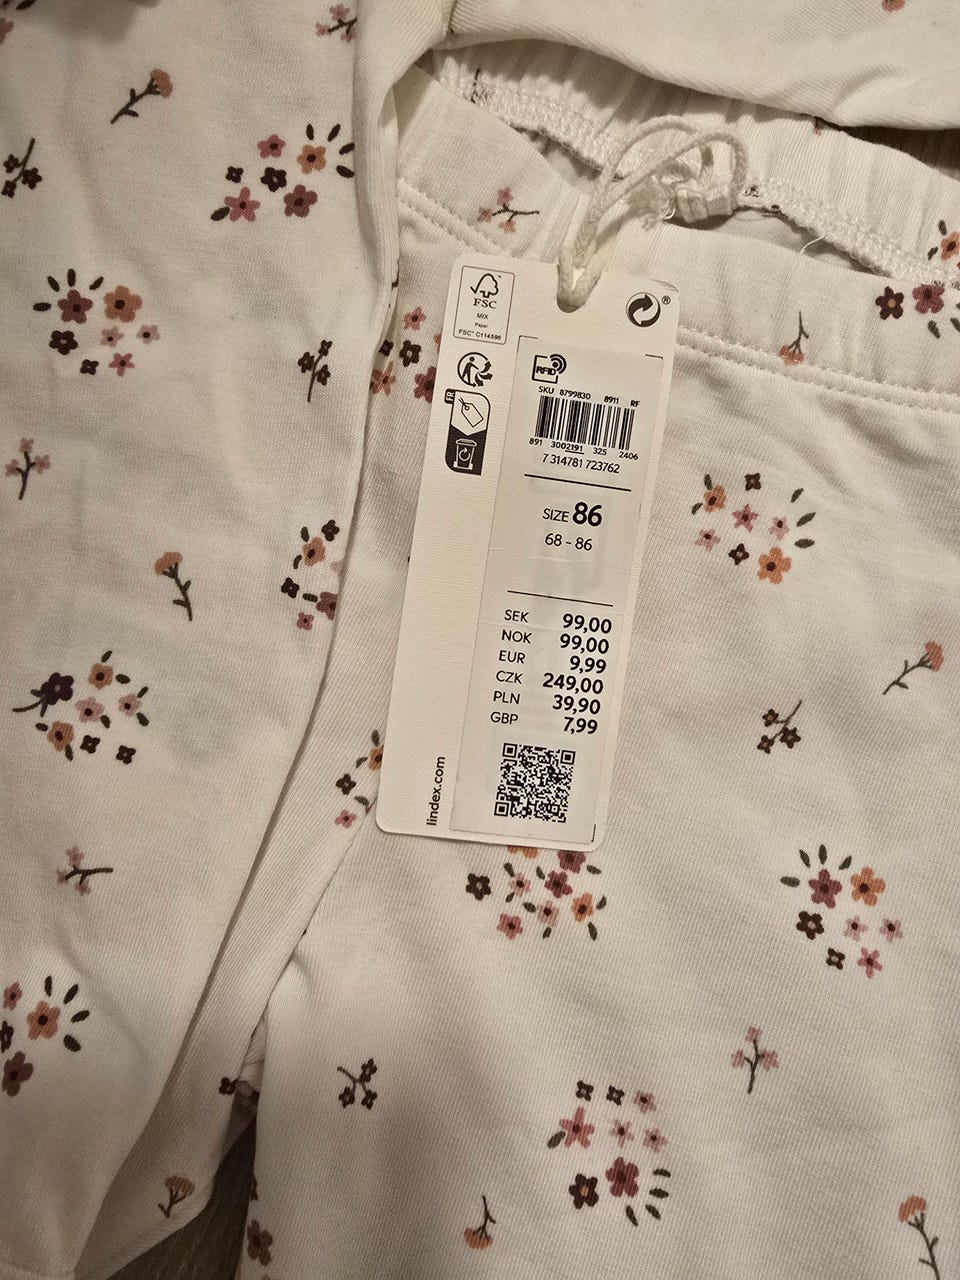 FSC
MIX
Paper
FSC™ C114596
®
FR
RFID
SKU 8799830 8911 RF
891 3002191 325 2406
7 314781 723762
SIZE 86
68 - 86
SEK 99,00
NOK 99,00
EUR 9,99
CZK 249,00
PLN 39,90
GBP 7,99
lindex.com